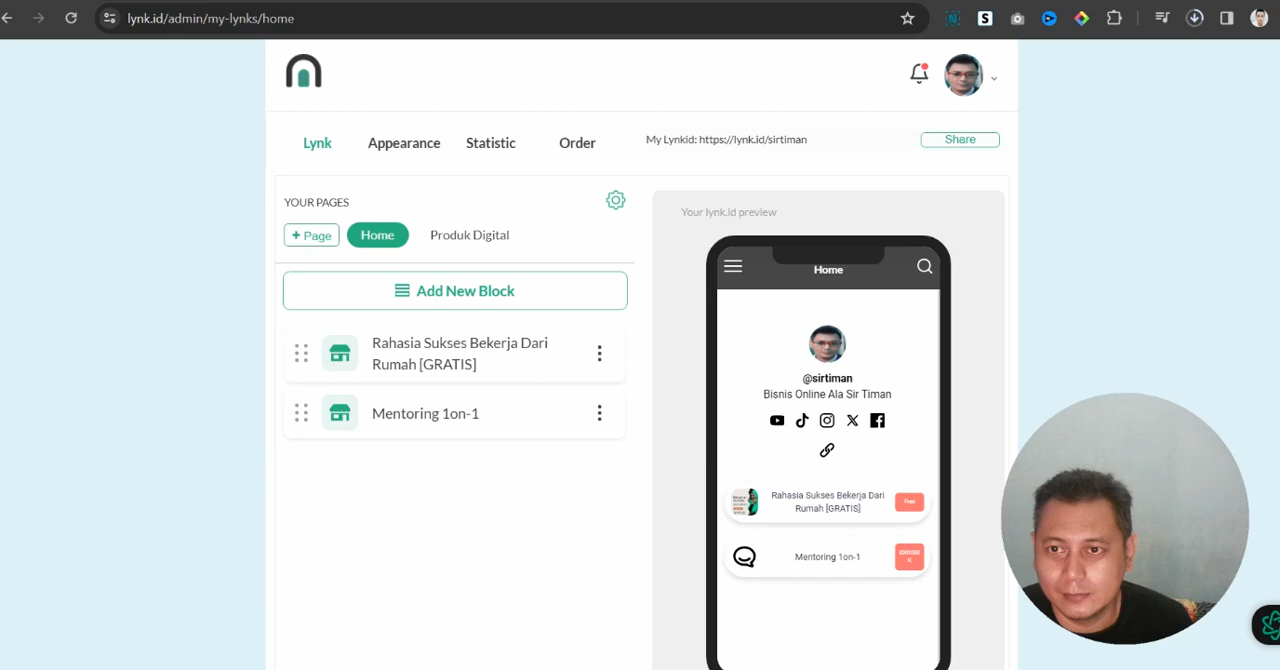 lynk.id/admin/my-lynks/home
Lynk Appearance Statistic Order My Lynkid: https://lynk.id/sirtiman Share
YOUR PAGES
+ Page Home Produk Digital
Add New Block
Rahasia Sukses Bekerja Dari
Rumah [GRATIS]
Mentoring 1on-1
Your lynk.id preview
Home
@sirtiman
Bisnis Online Ala Sir Timan
Rahasia Sukses Bekerja Dari
Rumah [GRATIS]
Free
Mentoring 1on-1